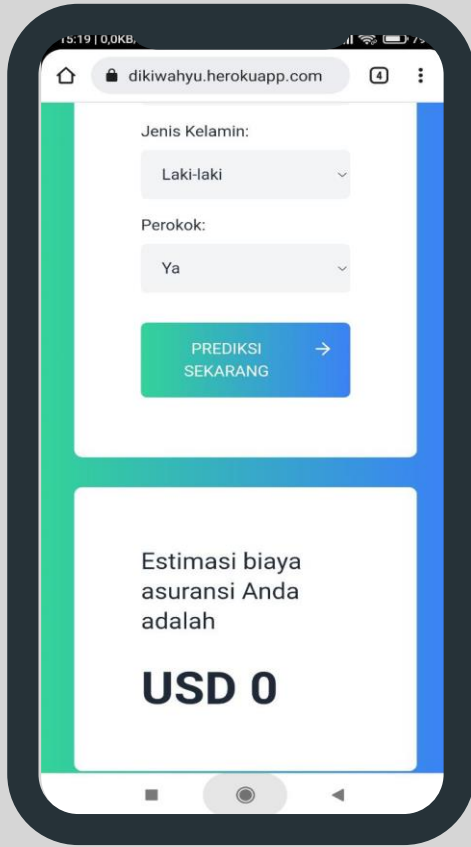 15:19 | 0,0KB/
dikiwahyu.herokuapp.com
4
Jenis Kelamin:
Laki-laki
Perokok:
Ya
PREDIKSI
SEKARANG
Estimasi biaya
asuransi Anda
adalah
USD 0